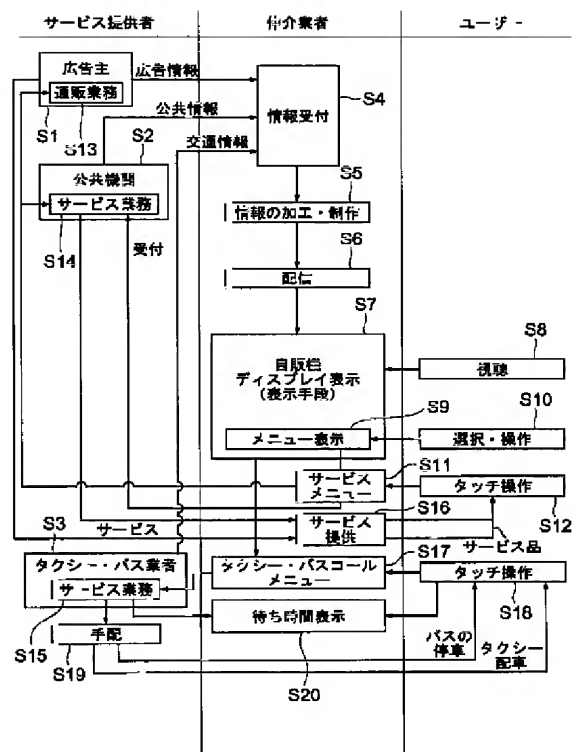 サービス提供者
仲介業者
ユーザー
広告主
通販業務
S1
S13
広告情報
公共情報
交通情報
S2
公共機関
サービス業務
S14
受付
情報受付
S4
S5
情報の加工・制作
S6
配信
S7
自販機
ディスプレイ表示
(表示手段)
S8
視聴
S9
メニュー表示
S10
選択・操作
S11
サービス
メニュー
タッチ操作
S12
S16
サービス
サービス
提供
サービス品
S3
タクシー・バス業者
サービス業務
S15
S17
タクシー・バスコール
メニュー
タッチ操作
S18
手配
S19
待ち時間表示
S20
バスの
停車
タクシー
配車